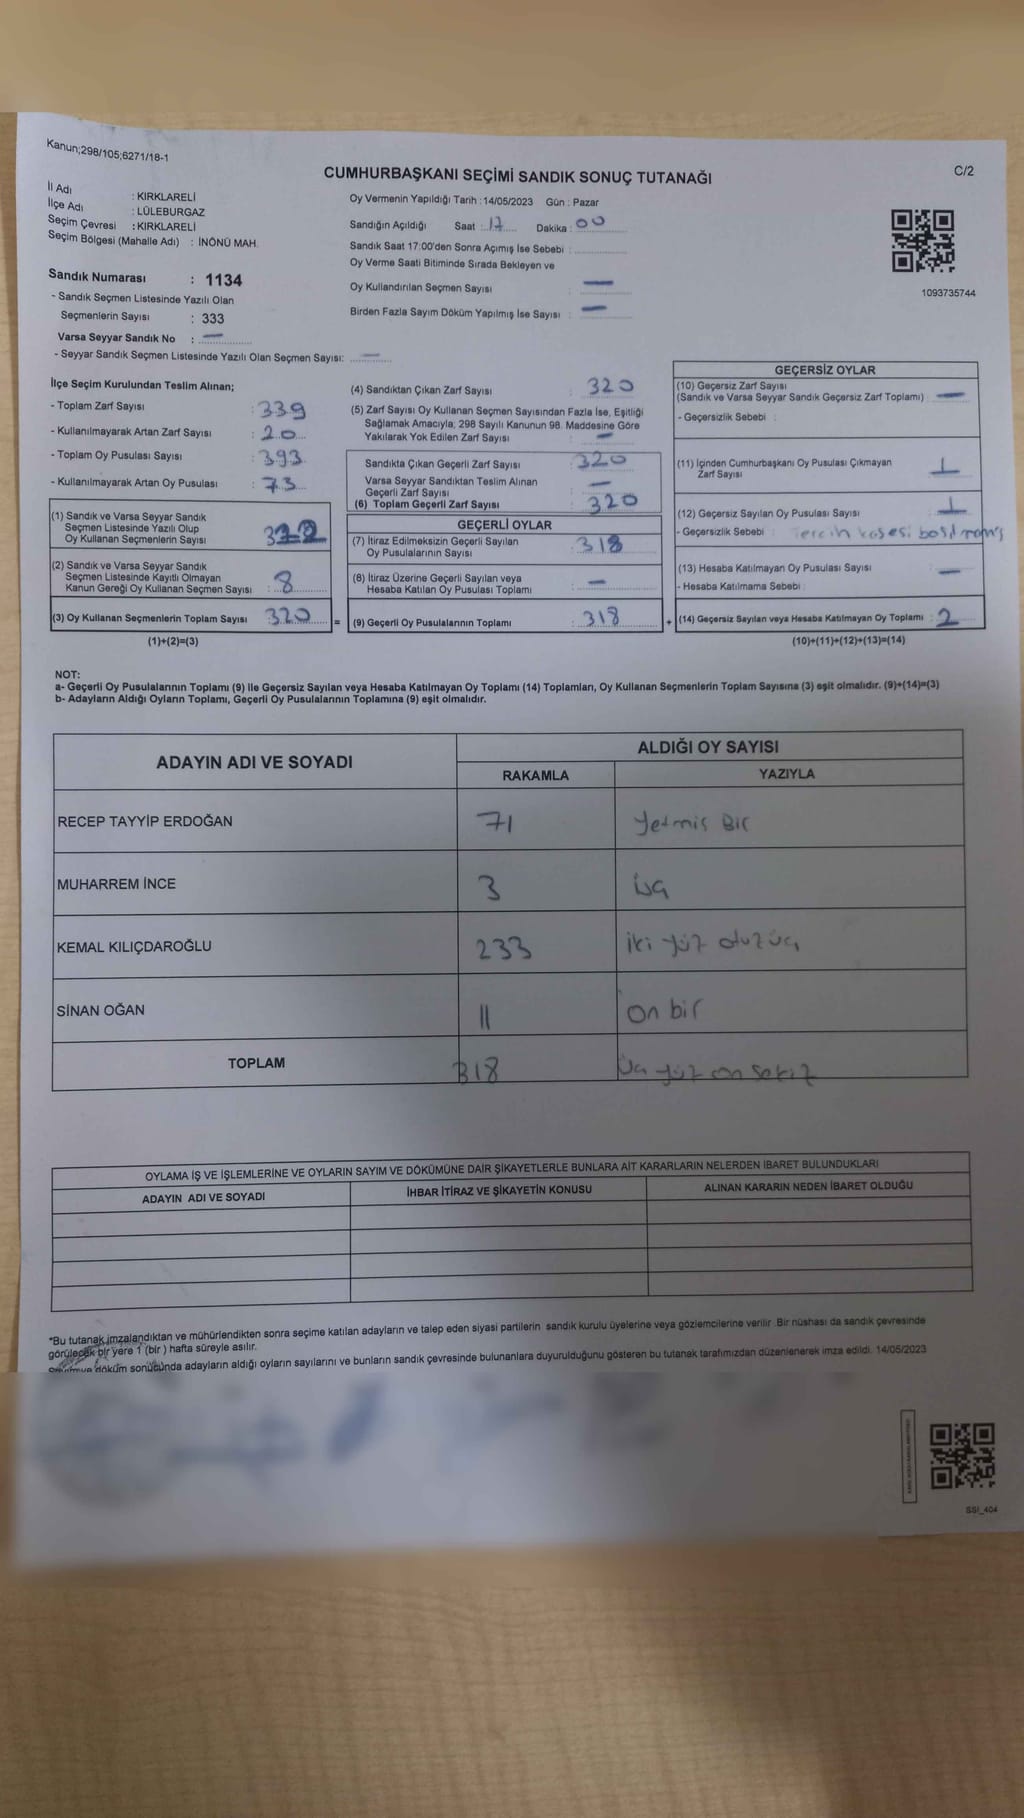 Kanun;298/105;6271/18-1
CUMHURBAŞKANI SEÇİMİ SANDIK SONUÇ TUTANAĞI
C/2
İl Adı : KIRKLARELİ
İlçe Adı : LÜLEBURGAZ
Seçim Çevresi : KIRKLARELİ
Seçim Bölgesi (Mahalle Adı) : İNÖNÜ MAH.
Sandık Numarası : 1134
- Sandık Seçmen Listesinde Yazılı Olan
Seçmenlerin Sayısı : 333
Varsa Seyyar Sandık No : —
- Seyyar Sandık Seçmen Listesinde Yazılı Olan Seçmen Sayısı: —
Oy Vermenin Yapıldığı Tarih : 14/05/2023 Gün : Pazar
Sandığın Açıldığı Saat : 17 Dakika : 00
Sandık Saat 17:00'den Sonra Açımış İse Sebebi :
Oy Verme Saati Bitiminde Sırada Bekleyen ve
Oy Kullandırılan Seçmen Sayısı : —
Birden Fazla Sayım Döküm Yapılmış İse Sayısı : —
1093735744
İlçe Seçim Kurulundan Teslim Alınan;
- Toplam Zarf Sayısı : 339
- Kullanılmayarak Artan Zarf Sayısı : 20
- Toplam Oy Pusulası Sayısı : 393
- Kullanılmayarak Artan Oy Pusulası : 73
(1) Sandık ve Varsa Seyyar Sandık
Seçmen Listesinde Yazılı Olup
Oy Kullanan Seçmenlerin Sayısı :
(2) Sandık ve Varsa Seyyar Sandık
Seçmen Listesinde Kayıtlı Olmayan
Kanun Gereği Oy Kullanan Seçmen Sayısı : 8
(3) Oy Kullanan Seçmenlerin Toplam Sayısı : 320 =
(1)+(2)=(3)
(4) Sandıktan Çıkan Zarf Sayısı : 320
(5) Zarf Sayısı Oy Kullanan Seçmen Sayısından Fazla İse, Eşitliği
Sağlamak Amacıyla, 298 Sayılı Kanunun 98. Maddesine Göre
Yakılarak Yok Edilen Zarf Sayısı : —
Sandıkta Çıkan Geçerli Zarf Sayısı : 320
Varsa Seyyar Sandıktan Teslim Alınan
Geçerli Zarf Sayısı : —
(6) Toplam Geçerli Zarf Sayısı : 320
GEÇERLİ OYLAR
(7) İtiraz Edilmeksizin Geçerli Sayılan
Oy Pusulalarının Sayısı : 318
(8) İtiraz Üzerine Geçerli Sayılan veya
Hesaba Katılan Oy Pusulası Toplamı : —
(9) Geçerli Oy Pusulalarının Toplamı : 318 +
GEÇERSİZ OYLAR
(10) Geçersiz Zarf Sayısı
(Sandık ve Varsa Seyyar Sandık Geçersiz Zarf Toplamı) : —
- Geçersizlik Sebebi :
(11) İçinden Cumhurbaşkanı Oy Pusulası Çıkmayan
Zarf Sayısı : 1
(12) Geçersiz Sayılan Oy Pusulası Sayısı : 1
- Geçersizlik Sebebi : Tercih kasesi
(13) Hesaba Katılmayan Oy Pusulası Sayısı : —
- Hesaba Katılmama Sebebi :
(14) Geçersiz Sayılan veya Hesaba Katılmayan Oy Toplamı : 2
(10)+(11)+(12)+(13)=(14)
NOT:
a- Geçerli Oy Pusulalarının Toplamı (9) ile Geçersiz Sayılan veya Hesaba Katılmayan Oy Toplamı (14) Toplamları, Oy Kullanan Seçmenlerin Toplam Sayısına (3) eşit olmalıdır. (9)+(14)=(3)
b- Adayların Aldığı Oyların Toplamı, Geçerli Oy Pusulalarının Toplamına (9) eşit olmalıdır.
ADAYIN ADI VE SOYADI
ALDIĞI OY SAYISI
RAKAMLA YAZIYLA
RECEP TAYYİP ERDOĞAN 71 Yetmiş Bir
MUHARREM İNCE 3 üç
KEMAL KILIÇDAROĞLU 233 iki yüz otuz üç
SİNAN OĞAN 11 on bir
TOPLAM 318 üç yüz on sekiz
OYLAMA İŞ VE İŞLEMLERİNE VE OYLARIN SAYIM VE DÖKÜMÜNE DAİR ŞİKAYETLERLE BUNLARA AİT KARARLARIN NELERDEN İBARET BULUNDUKLARI
ADAYIN ADI VE SOYADI İHBAR İTİRAZ VE ŞİKAYETİN KONUSU ALINAN KARARIN NEDEN İBARET OLDUĞU
*Bu tutanak imzalandıktan ve mühürlendikten sonra seçime katılan adayların ve talep eden siyasi partilerin sandık kurulu üyelerine veya gözlemcilerine verilir. Bir nüshası da sandık çevresinde
görülecek bir yere 1 (bir) hafta süreyle asılır.
döküm sonucunda adayların aldığı oyların sayılarını ve bunların sandık çevresinde bulunanlara duyurulduğunu gösteren bu tutanak tarafımızdan düzenlenerek imza edildi. 14/05/2023
SSI_404